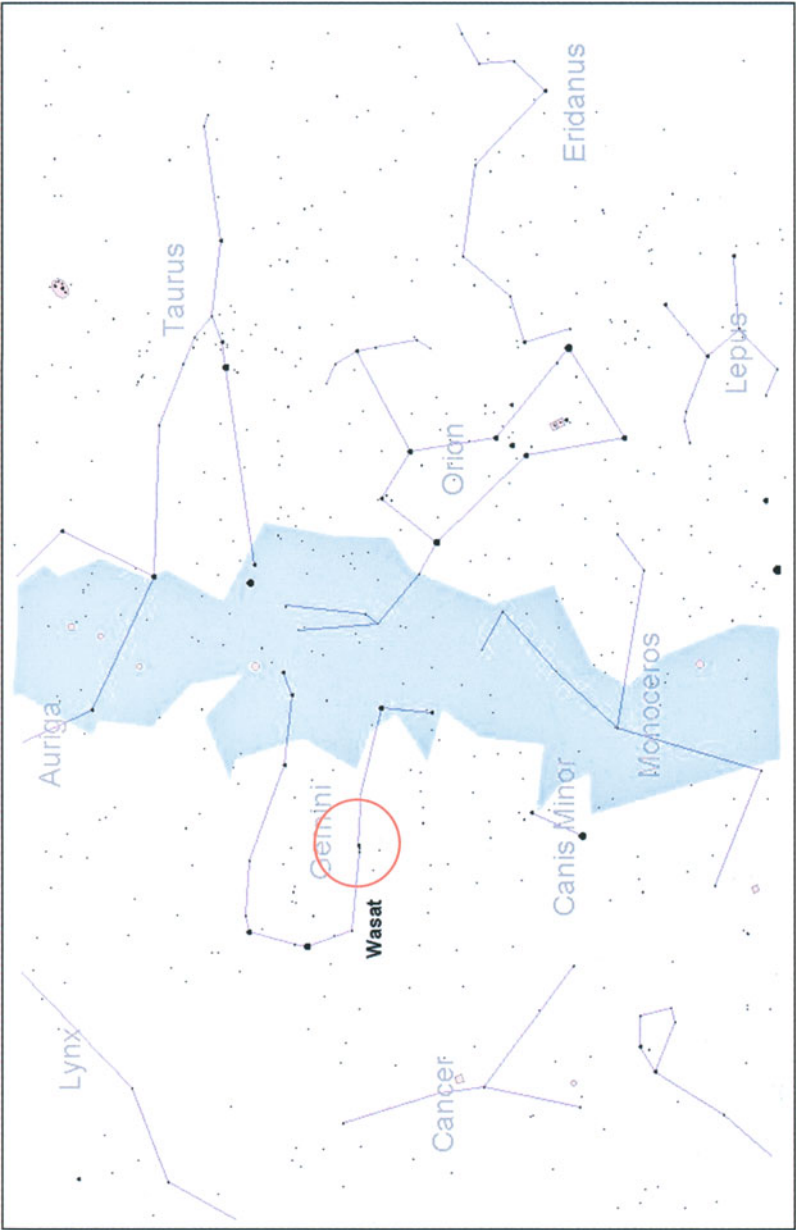 Eridanus
Taurus
Orion
Lepus
Auriga
Gemini
Monoceros
Canis Minor
Wasat
Lynx
Cancer